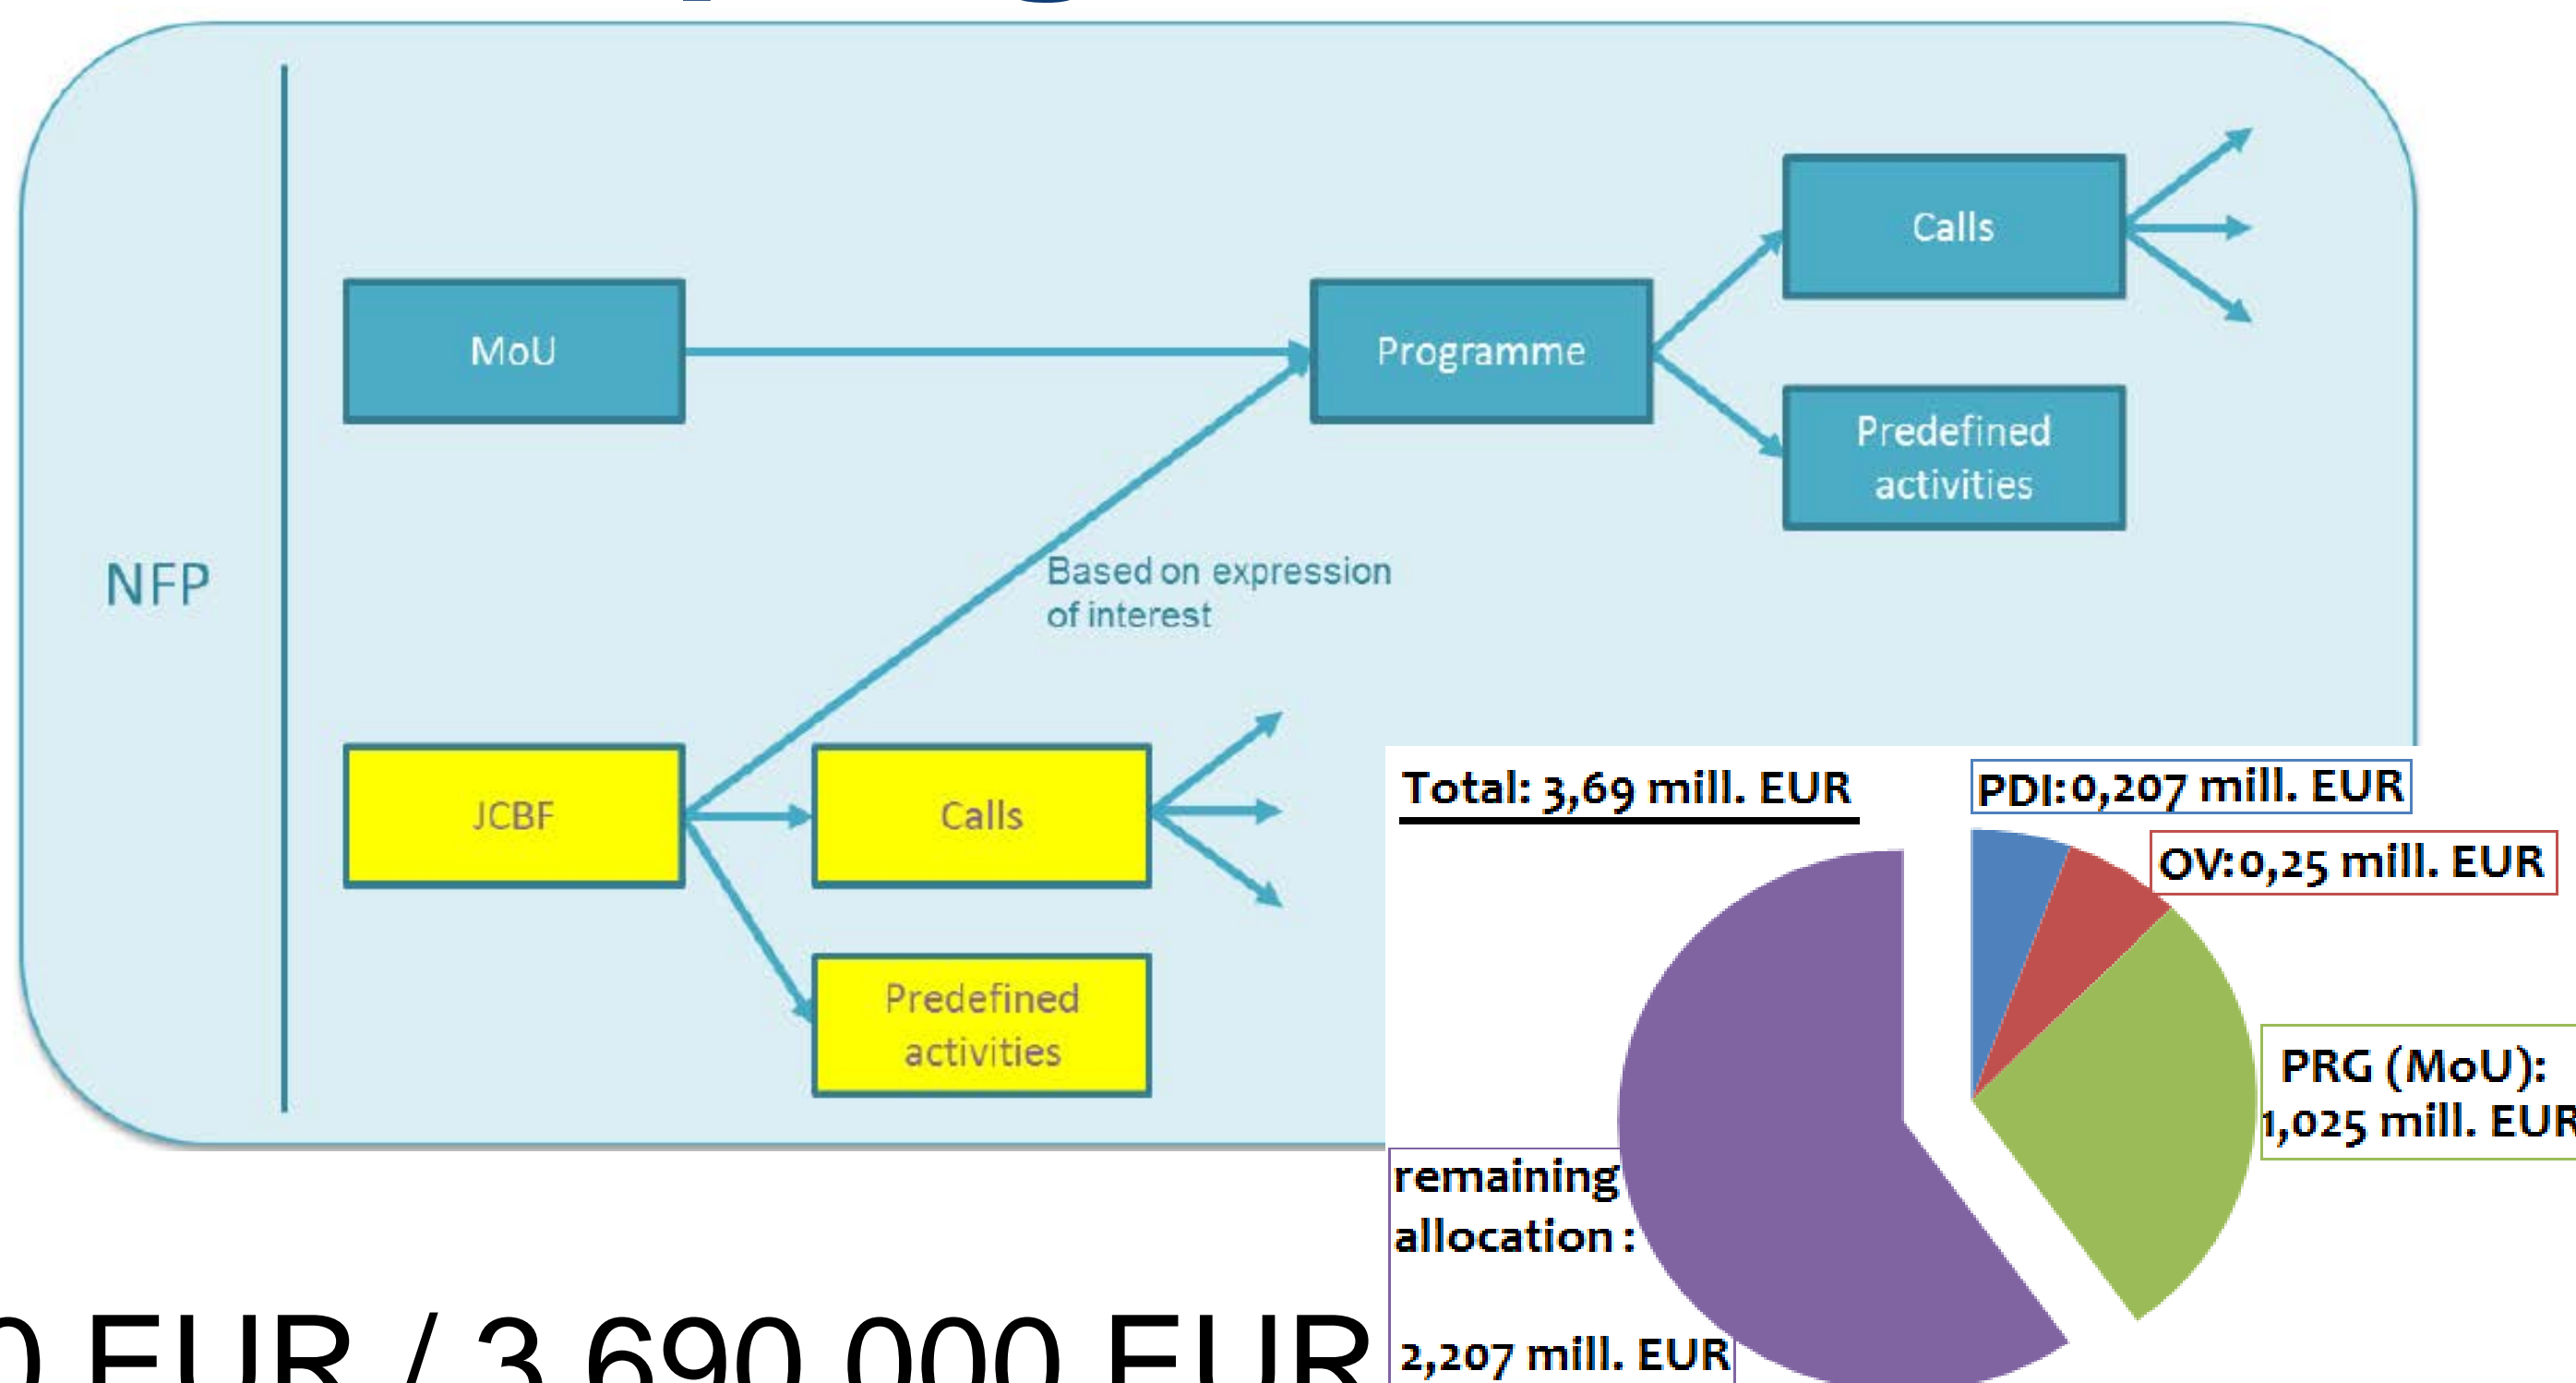 Calls
MoU
Programme
Predefined
activities
NFP
Based on expression
of interest
JCBF
Calls
Predefined
activities
Total: 3,69 mill. EUR
PDI:0,207 mill. EUR
OV:0,25 mill. EUR
PRG (MoU):
1,025 mill. EUR
remaining
allocation :
2,207 mill. EUR
0 EUR / 3 690 000 EUR